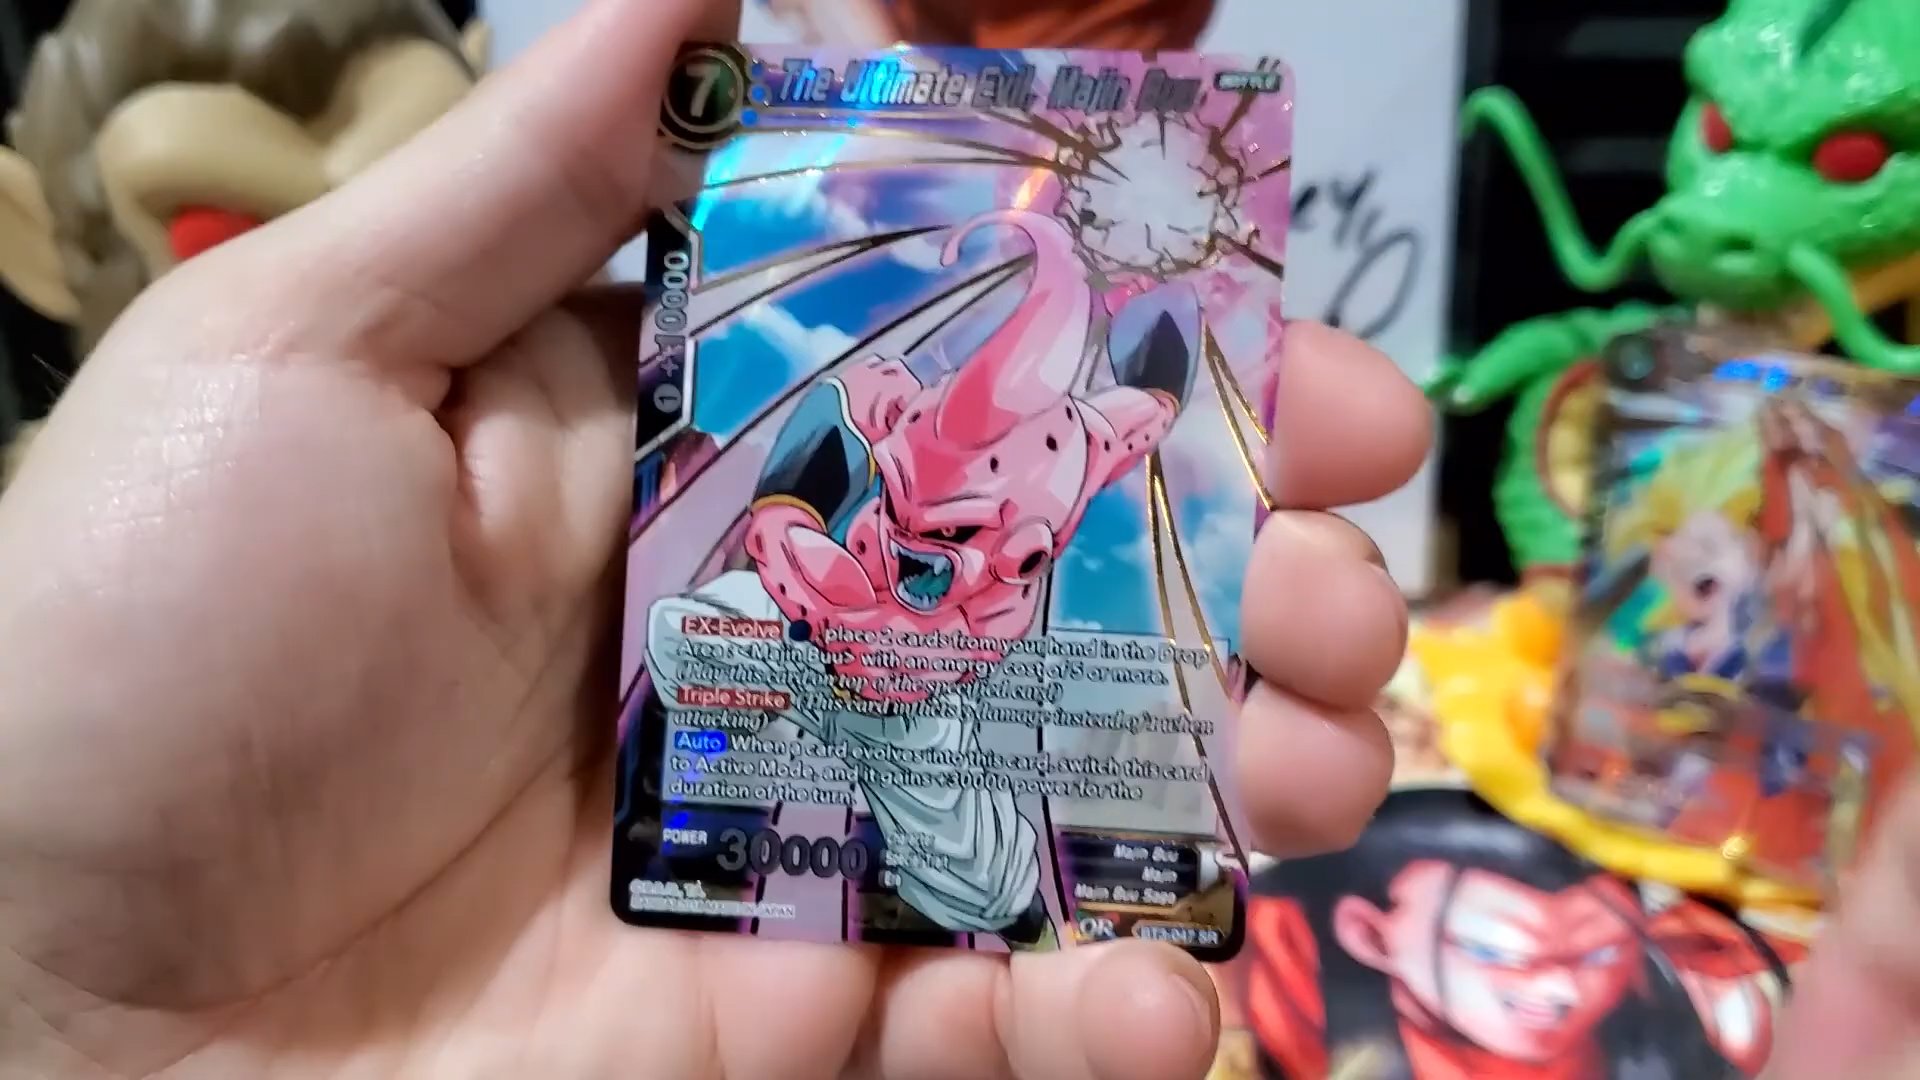 7
The Ultimate Evil, Majin Buu
1 +10000
EX-Evolve place 2 cards from your hand in the Drop
Area: <Majin Buu> with an energy cost of 5 or more.
(Play this card on top of the specified card)
Triple Strike (This card inflicts 3 damage instead of 1 when
attacking)
Auto When a card evolves into this card, switch this card
to Active Mode, and it gains +30000 power for the
duration of the turn.
POWER 30000
Special Trait
Majin Buu
Majin
Majin Buu Saga